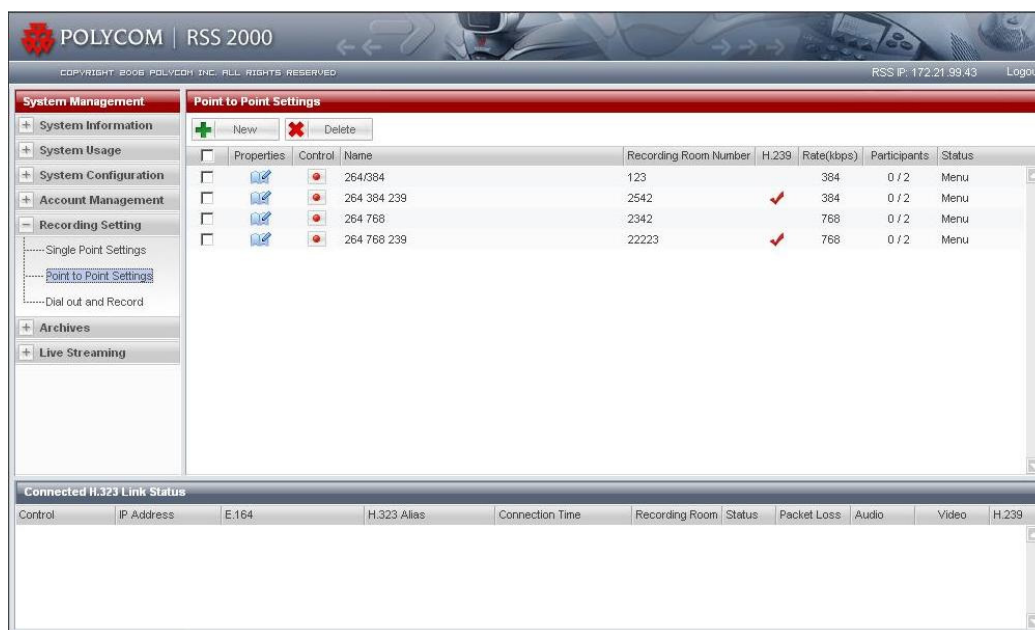 POLYCOM | RSS 2000
COPYRIGHT 2006 POLYCOM INC. ALL RIGHTS RESERVED
RSS IP: 172.21.99.43 Logou
System Management
System Information
System Usage
System Configuration
Account Management
Recording Setting
Single Point Settings
Point to Point Settings
Dial out and Record
Archives
Live Streaming
Point to Point Settings
New Delete
Properties Control Name Recording Room Number H.239 Rate(kbps) Participants Status
264/384 123 384 0 / 2 Menu
264 384 239 2542 384 0 / 2 Menu
264 768 2342 768 0 / 2 Menu
264 768 239 22223 768 0 / 2 Menu
Connected H.323 Link Status
Control IP Address E.164 H.323 Alias Connection Time Recording Room Status Packet Loss Audio Video H.239